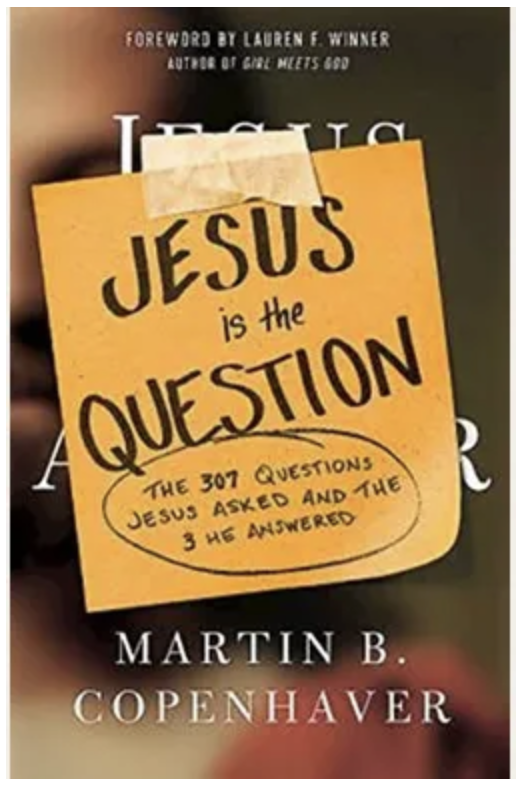 FOREWORD BY LAUREN F. WINNER
AUTHOR OF GIRL MEETS GOD
JESUS
JESUS
is the
QUESTION
A R
THE 307 QUESTIONS
JESUS ASKED AND THE
3 HE ANSWERED
MARTIN B.
COPENHAVER